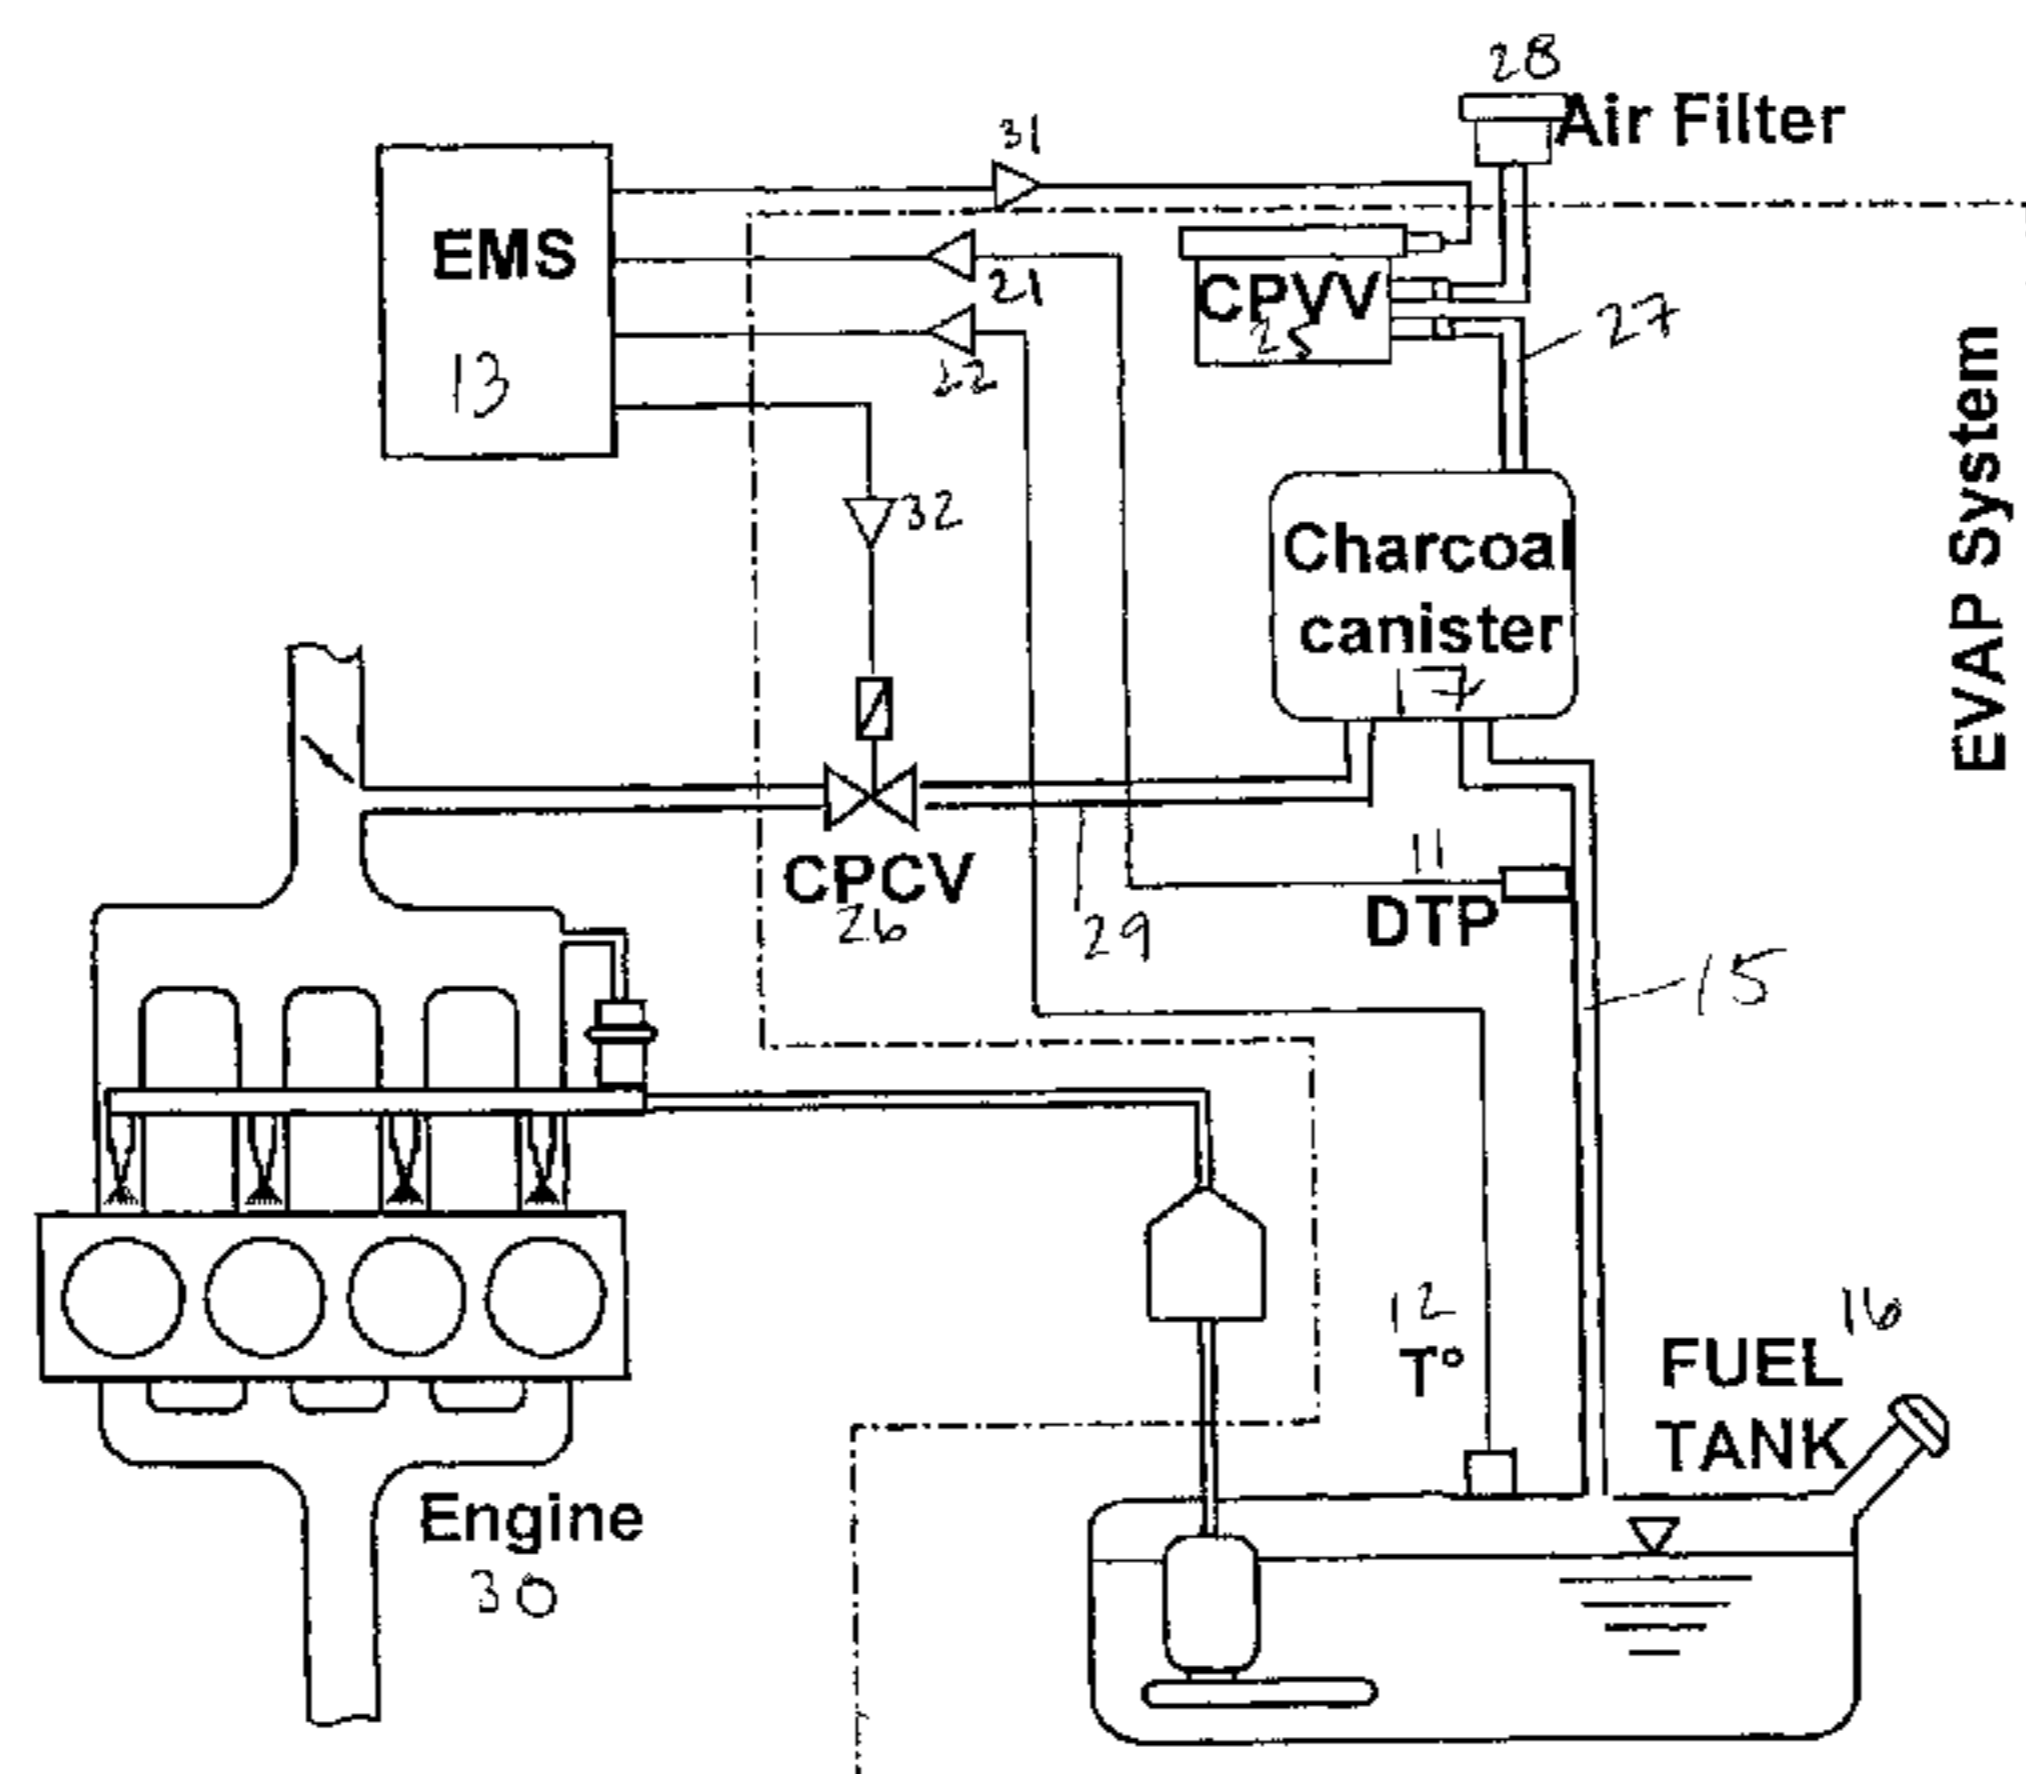 28
Air Filter
31
EMS
13
21
22
CPVV
25
27
EVAP System
32
Charcoal
canister
17
CPCV
26
29
11
DTP
15
12
T°
16
FUEL
TANK
Engine
30